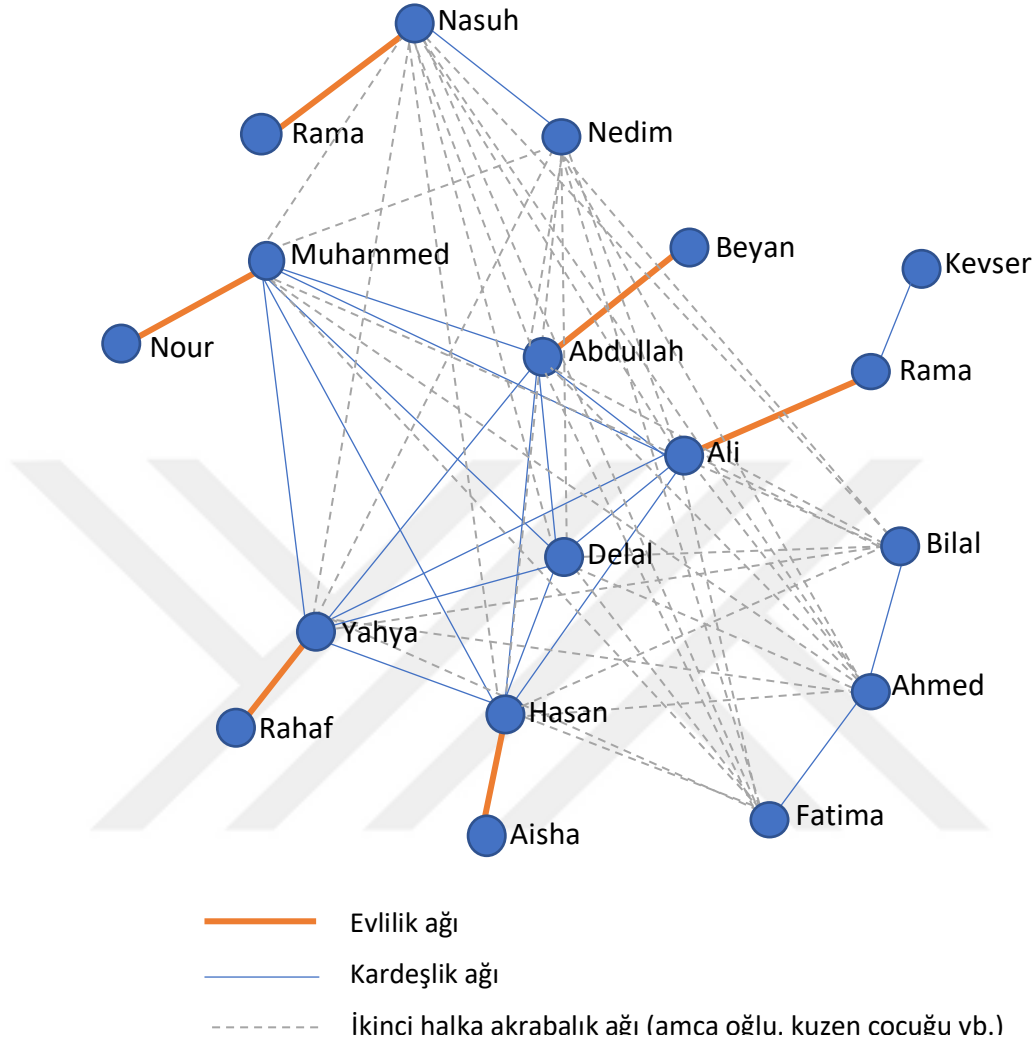 Nasuh
Rama
Nedim
Beyan
Muhammed
Kevser
Nour
Abdullah
Rama
Ali
Bilal
Delal
Yahya
Ahmed
Hasan
Rahaf
Fatima
Aisha
Evlilik ağı
Kardeşlik ağı
İkinci halka akrabalık ağı (amca oğlu, kuzen çocuğu vb.)